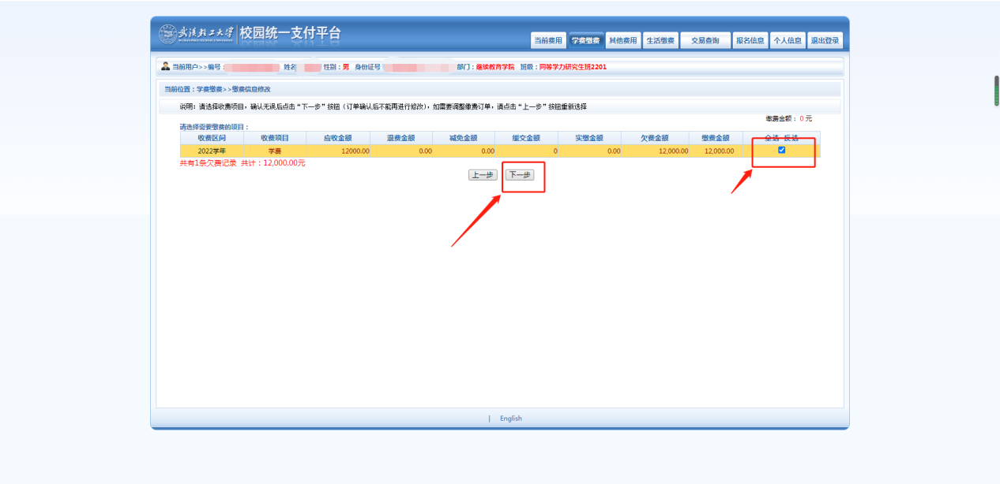 武汉轻工大学 校园统一支付平台
当前费用 学费缴费 其他费用 生活缴费 交易查询 报名信息 个人信息 退出登录
当前用户>>编号: 姓名 性别:男 身份证号 部门:继续教育学院 班级:同等学力研究生班2201
当前位置:学费缴费>>缴费信息修改
说明: 请选择收费项目, 确认无误后点击“下一步”按钮 (订单确认后不能再进行修改), 如需要调整缴费订单, 请点击“上一步”按钮重新选择
缴费金额: 0 元
请选择需要缴费的项目:
收费区间 收费项目 应收金额 退费金额 减免金额 缓交金额 实缴金额 欠费金额 缴费金额 全选 反选
2022学年 学费 12000.00 0.00 0.00 0 0.00 12,000.00 12,000.00
共有1条欠费记录 共计:12,000.00元
上一步 下一步
| English